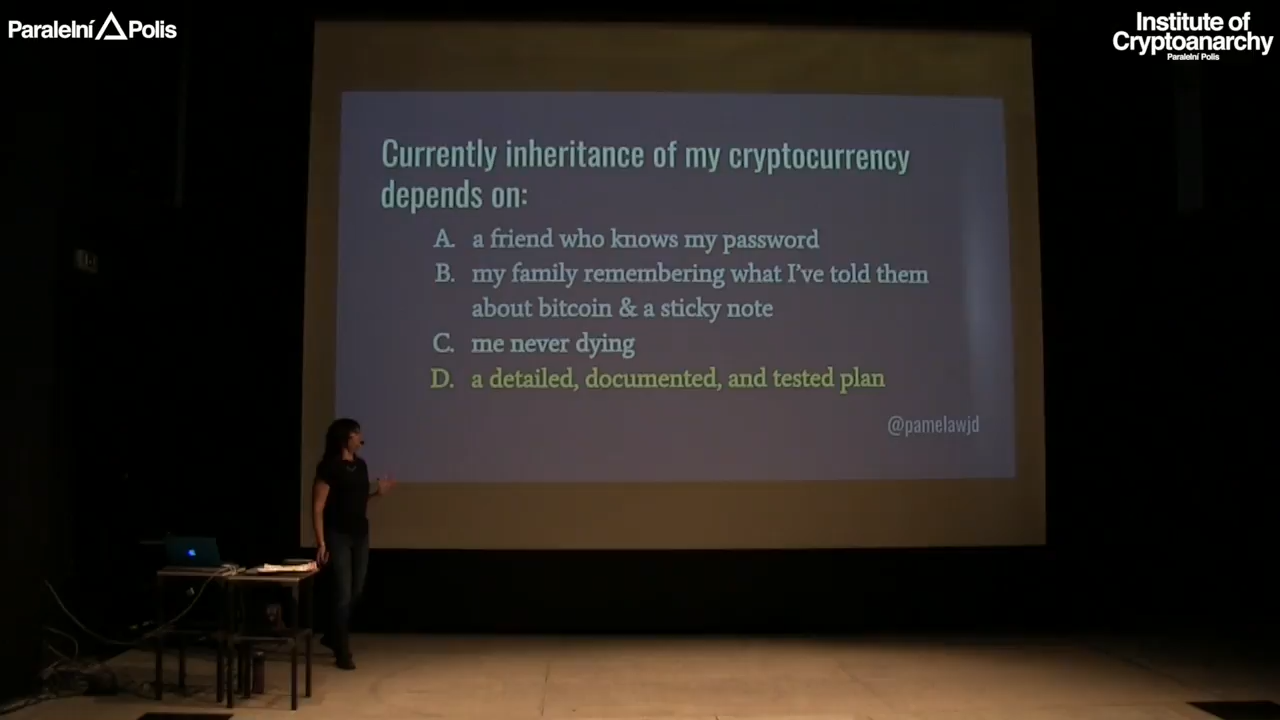 Paralelní Polis
Institute of
Cryptoanarchy
Paralelní Polis
Currently inheritance of my cryptocurrency
depends on:
A. a friend who knows my password
B. my family remembering what I've told them
about bitcoin & a sticky note
C. me never dying
D. a detailed, documented, and tested plan
@pamelawjd